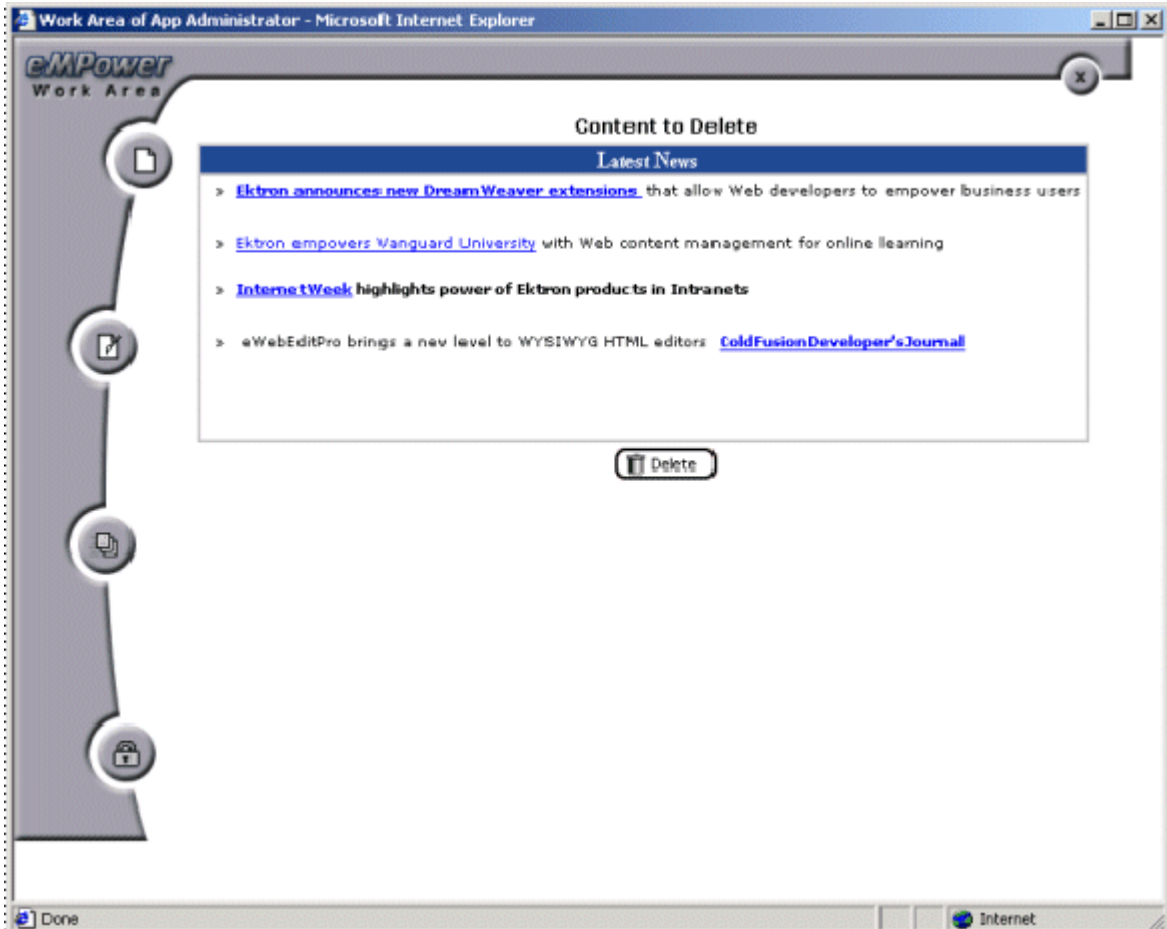 Work Area of App Administrator - Microsoft Internet Explorer
eMPower
Work Area
x
Content to Delete
Latest News
» Ektron announces new DreamWeaver extensions that allow Web developers to empower business users
» Ektron empowers Vanguard University with Web content management for online learning
» InternetWeek highlights power of Ektron products in Intranets
» eWebEditPro brings a new level to WYSIWYG HTML editors ColdFusionDeveloper'sJournal
Delete
Done
Internet